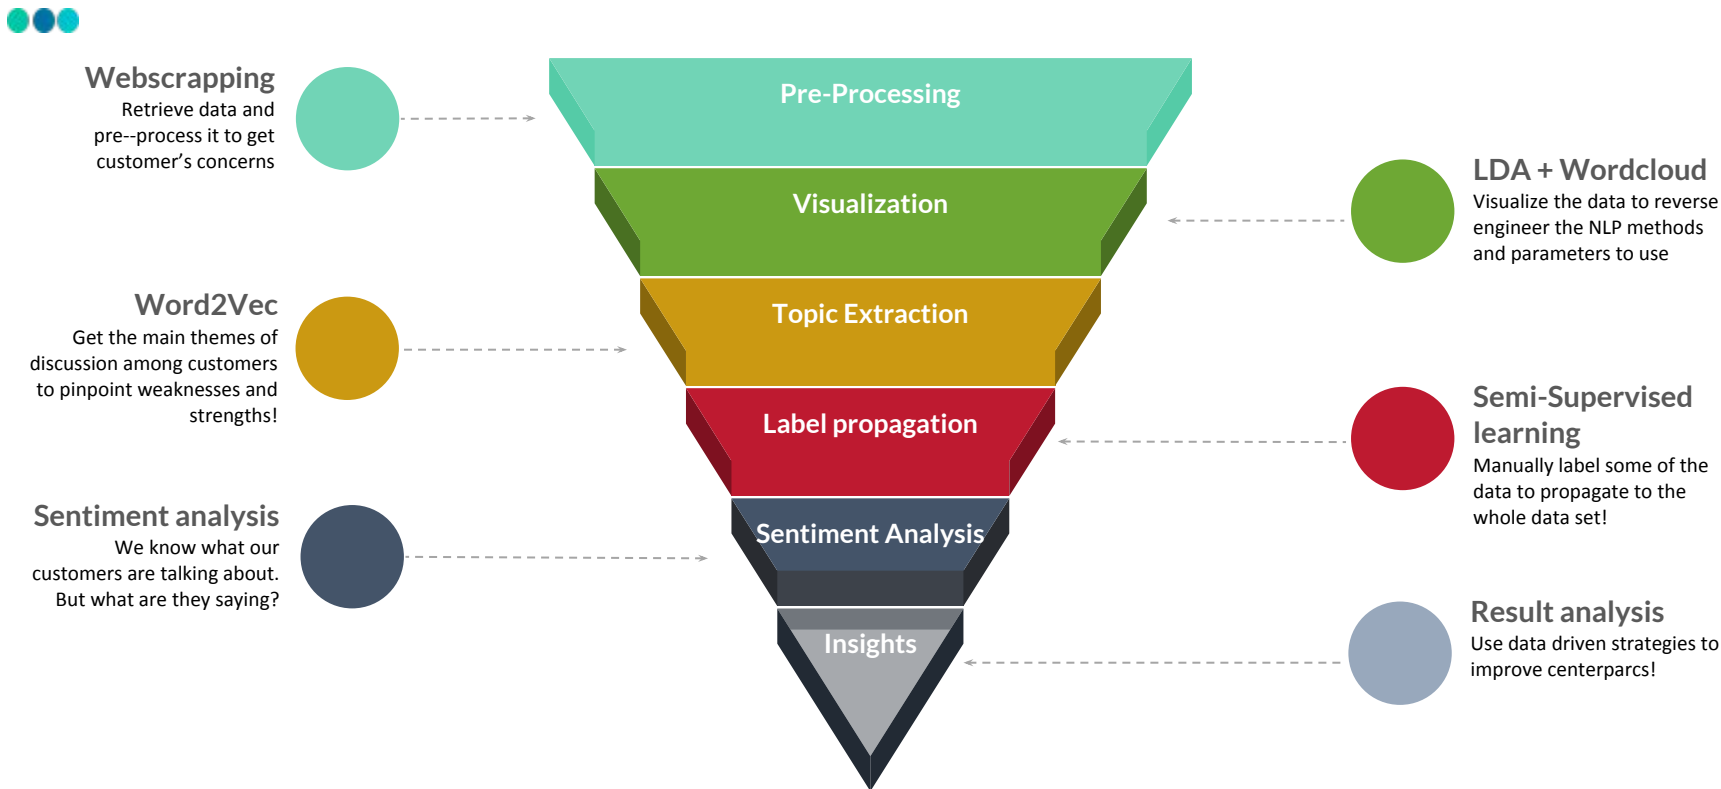 Webscrapping
Retrieve data and
pre--process it to get
customer's concerns
Pre-Processing
LDA + Wordcloud
Visualize the data to reverse
engineer the NLP methods
and parameters to use
Visualization
Word2Vec
Get the main themes of
discussion among customers
to pinpoint weaknesses and
strengths!
Topic Extraction
Semi-Supervised
learning
Manually label some of the
data to propagate to the
whole data set!
Label propagation
Sentiment analysis
We know what our
customers are talking about.
But what are they saying?
Sentiment Analysis
Result analysis
Use data driven strategies to
improve centerparcs!
Insights